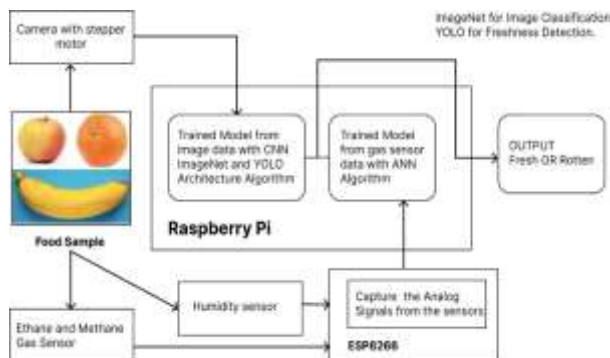 ImageNet for Image Classification
YOLO for Freshness Detection.
Camera with stepper
motor
Trained Model from
image data with CNN
ImageNet and YOLO
Architecture Algorithm
Trained Model
from gas sensor
data with ANN
Algorithm
OUTPUT
Fresh OR Rotten
Raspberry Pi
Food Sample
Humidity sensor
Capture the Analog
Signals from the sensors
Ethane and Methane
Gas Sensor
ESP8266